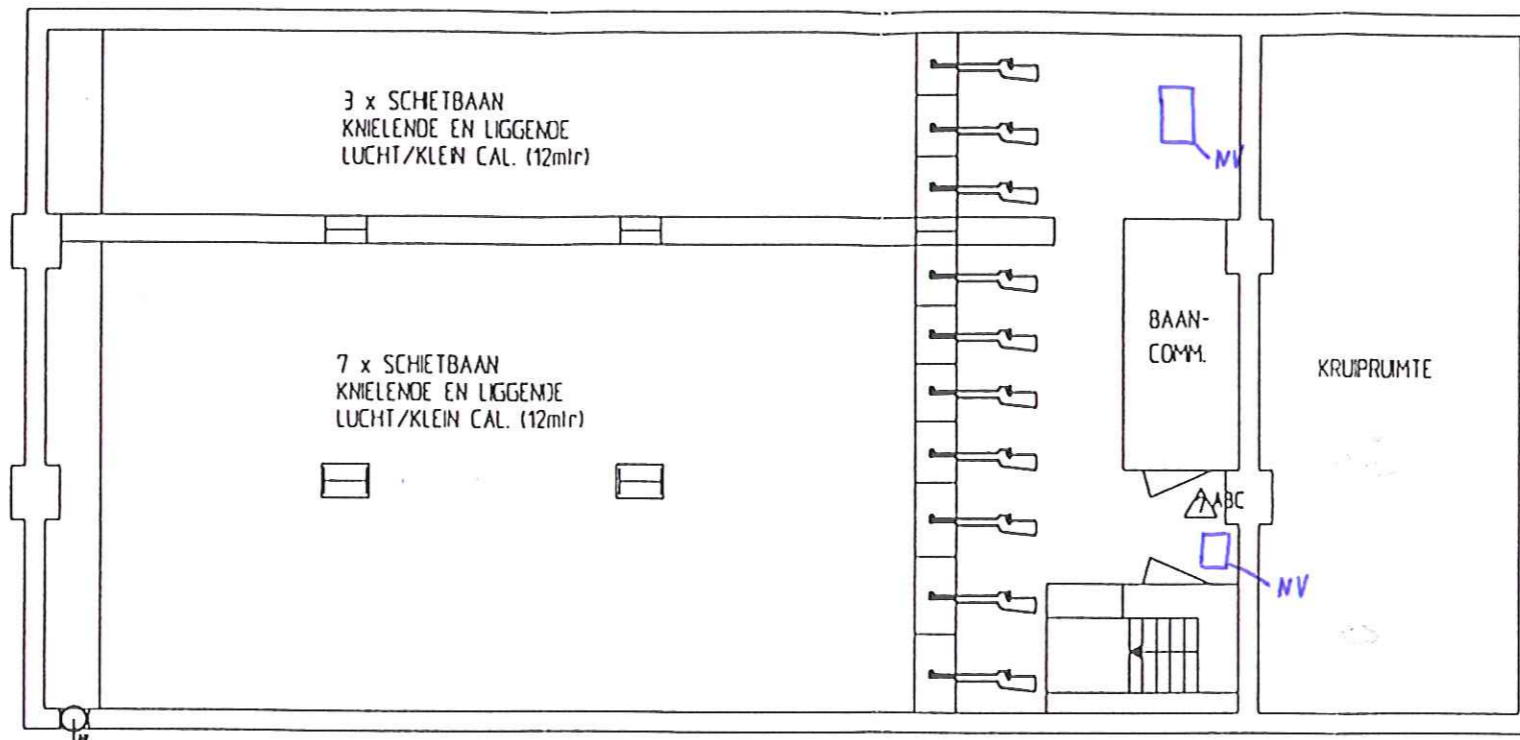 3 x SCHIETBAAN
KNIELENDE EN LIGGENDE
LUCHT/KLEIN CAL. (12mtr)
NV
7 x SCHIETBAAN
KNIELENDE EN LIGGENDE
LUCHT/KLEIN CAL. (12mtr)
BAAN-
COMM.
KRUIPRUIMTE
ABC
NV